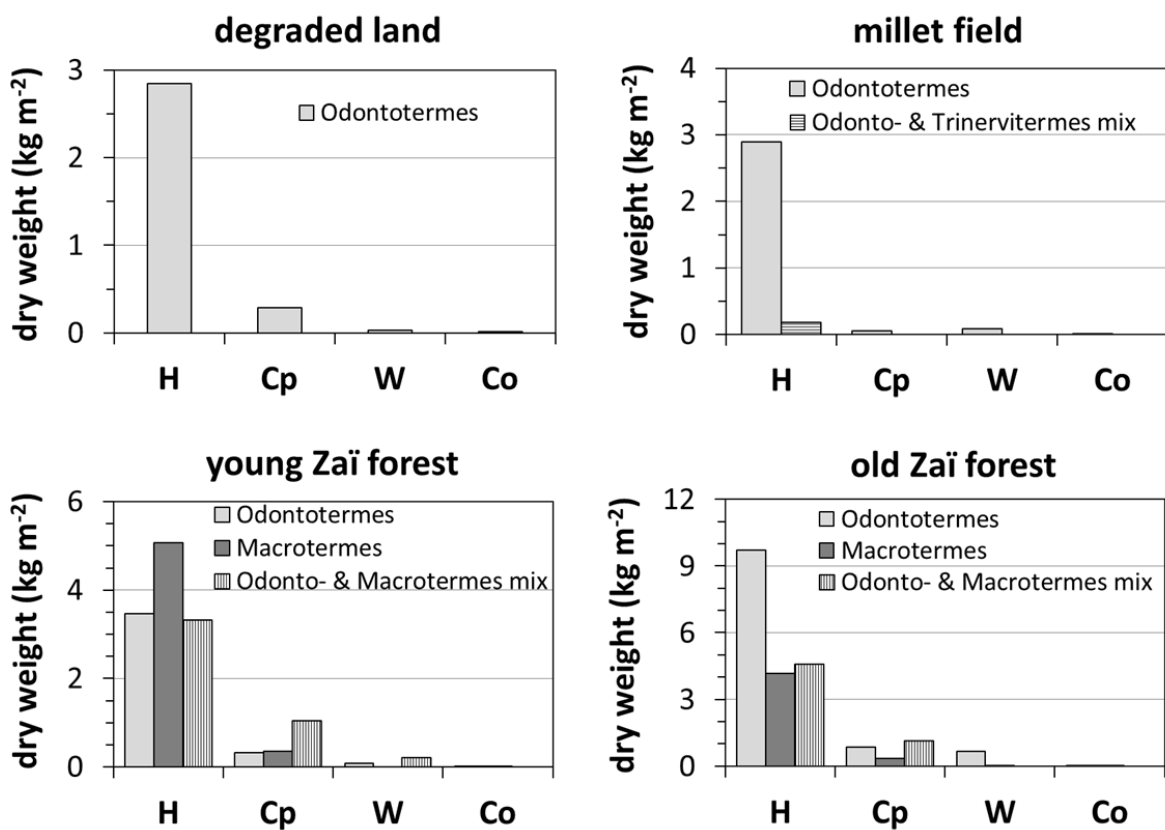 degraded land
dry weight (kg m⁻²)
3
2
1
0
Odontotermes
H Cp W Co
millet field
dry weight (kg m⁻²)
4
3
2
1
0
Odontotermes
Odonto- & Trinervitermes mix
H Cp W Co
young Zaï forest
dry weight (kg m⁻²)
6
4
2
0
Odontotermes
Macrotermes
Odonto- & Macrotermes mix
H Cp W Co
old Zaï forest
dry weight (kg m⁻²)
12
9
6
3
0
Odontotermes
Macrotermes
Odonto- & Macrotermes mix
H Cp W Co